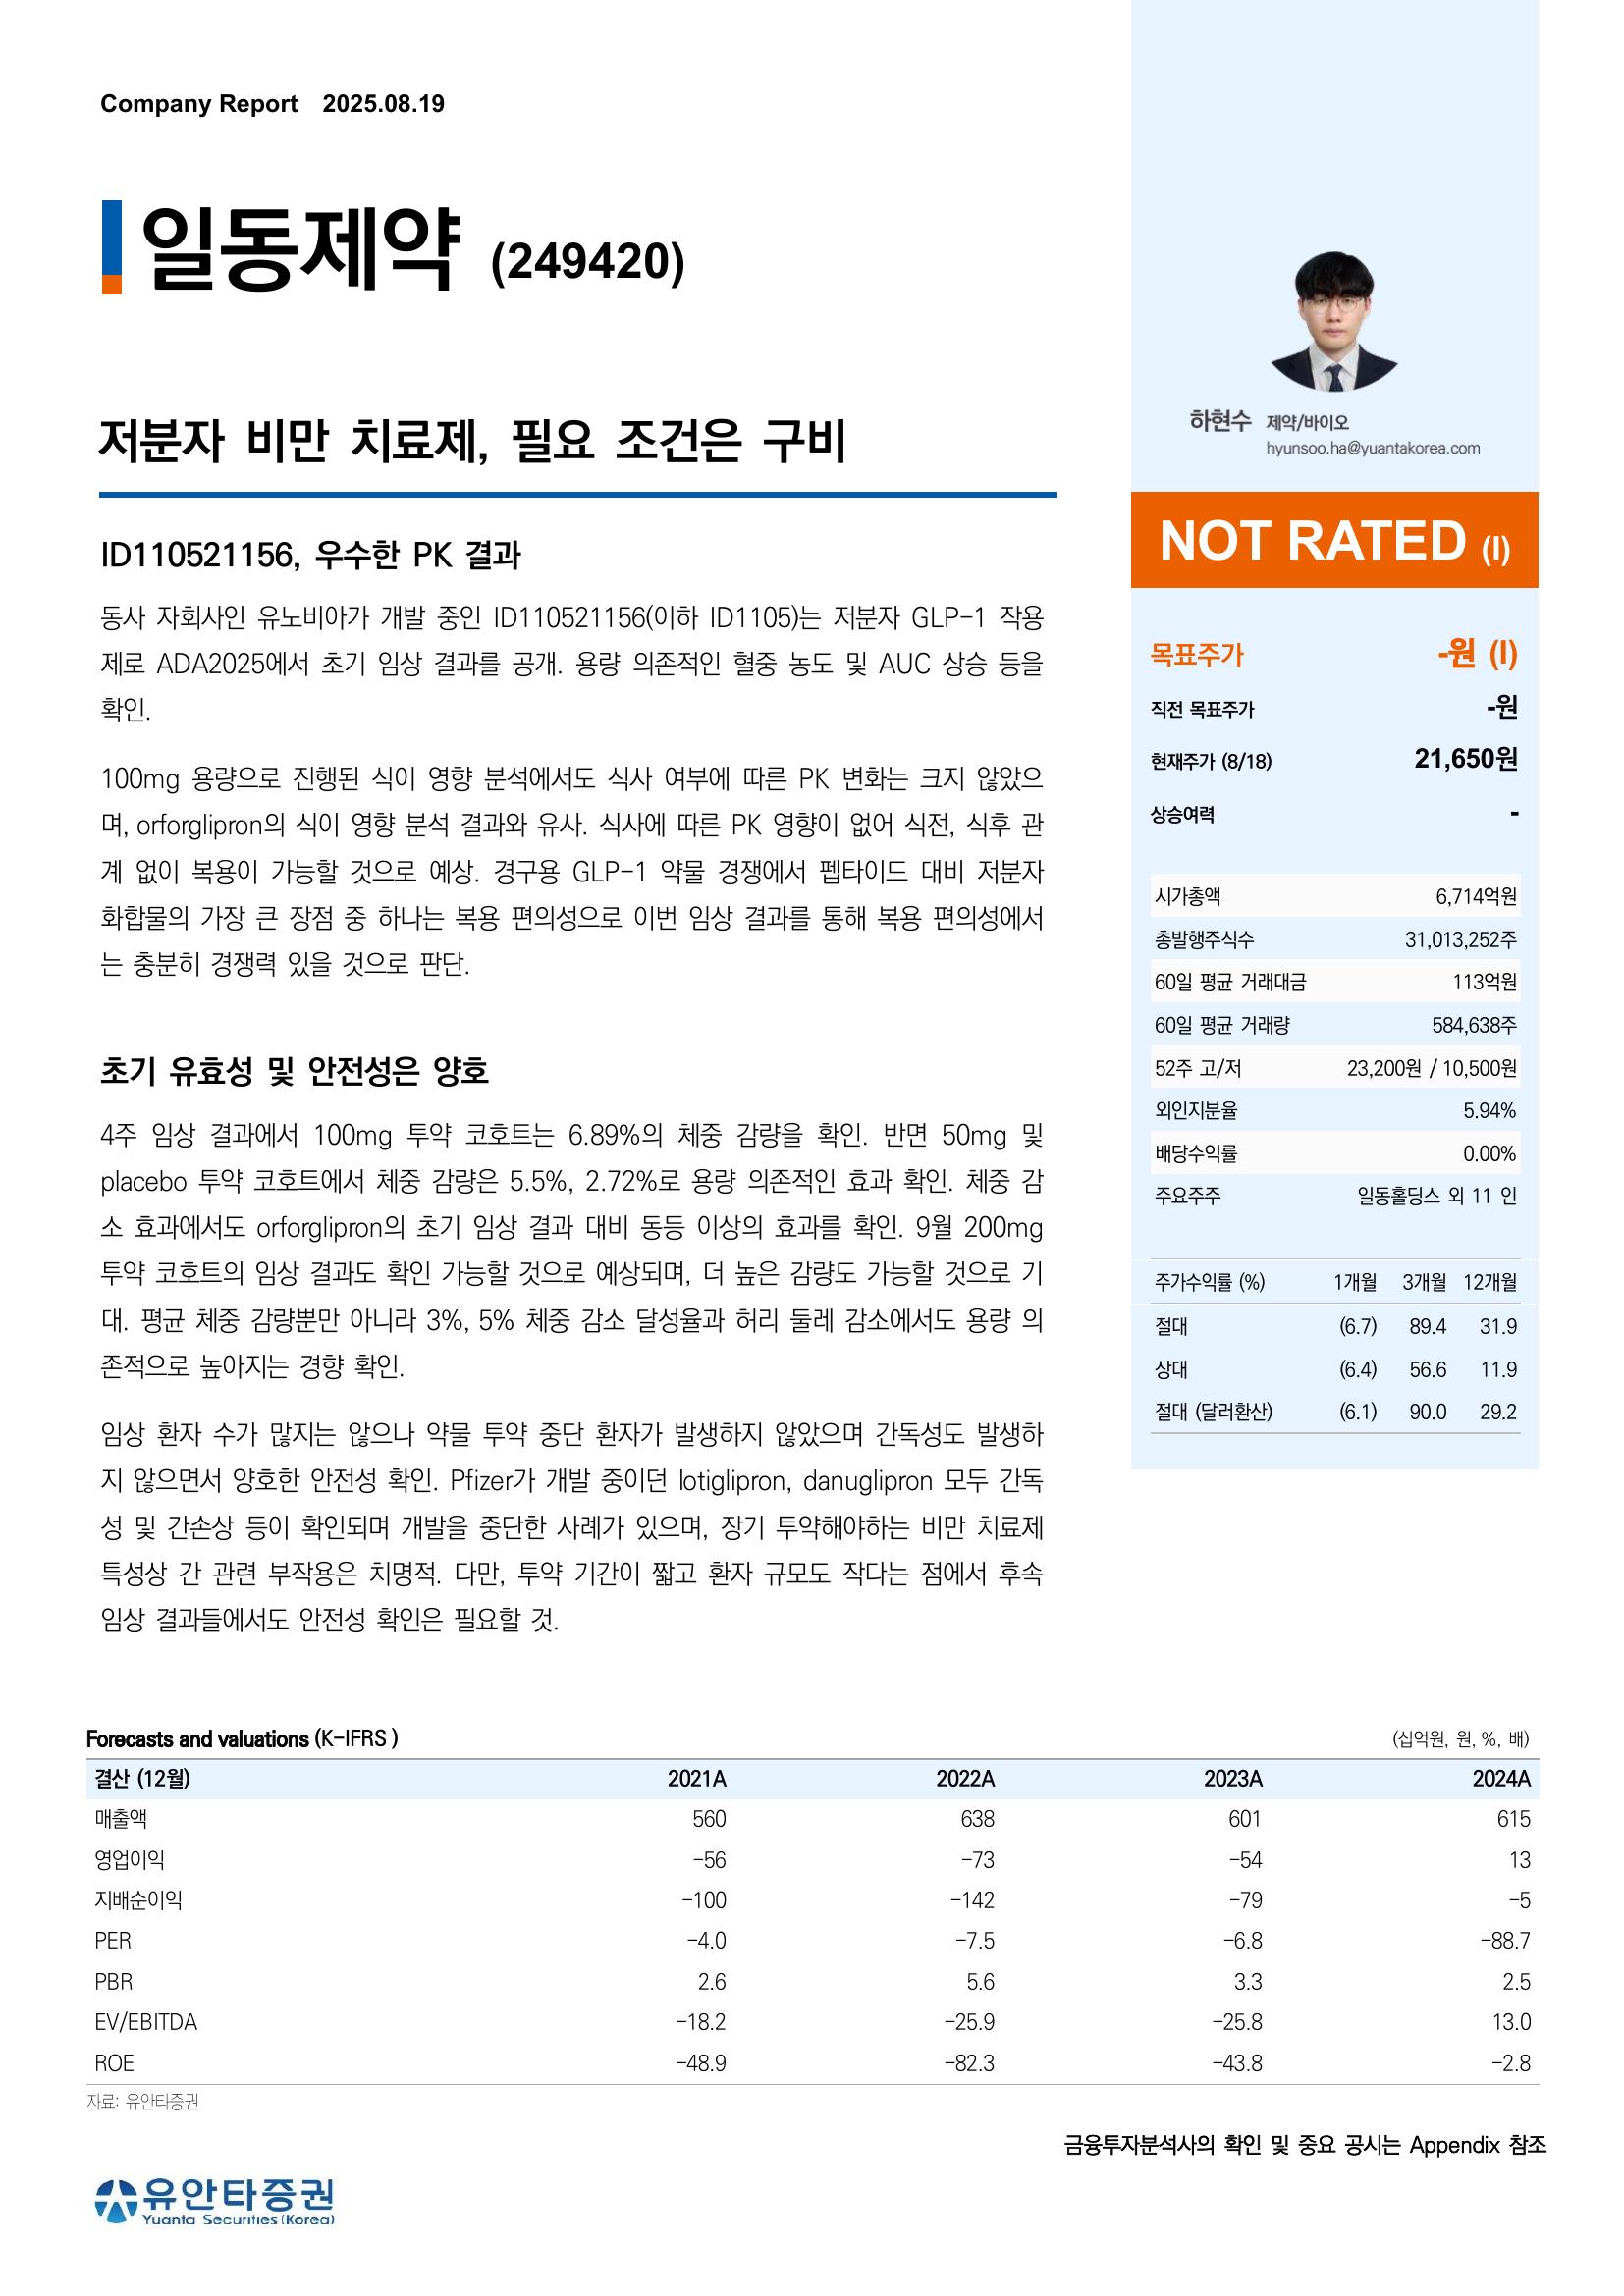 Company Report 2025.08.19
일동제약 (249420)
저분자 비만 치료제, 필요 조건은 구비
ID110521156, 우수한 PK 결과
동사 자회사인 유노비아가 개발 중인 ID110521156(이하 ID1105)는 저분자 GLP-1 작용
제로 ADA2025에서 초기 임상 결과를 공개. 용량 의존적인 혈중 농도 및 AUC 상승 등을
확인.
100mg 용량으로 진행된 식이 영향 분석에서도 식사 여부에 따른 PK 변화는 크지 않았으
며, orforglipron의 식이 영향 분석 결과와 유사. 식사에 따른 PK 영향이 없어 식전, 식후 관
계 없이 복용이 가능할 것으로 예상. 경구용 GLP-1 약물 경쟁에서 펩타이드 대비 저분자
화합물의 가장 큰 장점 중 하나는 복용 편의성으로 이번 임상 결과를 통해 복용 편의성에서
는 충분히 경쟁력 있을 것으로 판단.
초기 유효성 및 안전성은 양호
4주 임상 결과에서 100mg 투약 코호트는 6.89%의 체중 감량을 확인. 반면 50mg 및
placebo 투약 코호트에서 체중 감량은 5.5%, 2.72%로 용량 의존적인 효과 확인. 체중 감
소 효과에서도 orforglipron의 초기 임상 결과 대비 동등 이상의 효과를 확인. 9월 200mg
투약 코호트의 임상 결과도 확인 가능할 것으로 예상되며, 더 높은 감량도 가능할 것으로 기
대. 평균 체중 감량뿐만 아니라 3%, 5% 체중 감소 달성율과 허리 둘레 감소에서도 용량 의
존적으로 높아지는 경향 확인.
임상 환자 수가 많지는 않으나 약물 투약 중단 환자가 발생하지 않았으며 간독성도 발생하
지 않으면서 양호한 안전성 확인. Pfizer가 개발 중이던 lotiglipron, danuglipron 모두 간독
성 및 간손상 등이 확인되며 개발을 중단한 사례가 있으며, 장기 투약해야하는 비만 치료제
특성상 간 관련 부작용은 치명적. 다만, 투약 기간이 짧고 환자 규모도 작다는 점에서 후속
임상 결과들에서도 안전성 확인은 필요할 것.
하현수 제약/바이오
hyunsoo.ha@yuantakorea.com
NOT RATED (I)
목표주가 -원 (I)
직전 목표주가 -원
현재주가 (8/18) 21,650원
상승여력 -
시가총액 6,714억원
총발행주식수 31,013,252주
60일 평균 거래대금 113억원
60일 평균 거래량 584,638주
52주 고/저 23,200원 / 10,500원
외인지분율 5.94%
배당수익률 0.00%
주요주주 일동홀딩스 외 11 인
주가수익률 (%) 1개월 3개월 12개월
절대 (6.7) 89.4 31.9
상대 (6.4) 56.6 11.9
절대 (달러환산) (6.1) 90.0 29.2
Forecasts and valuations (K-IFRS ) (십억원, 원, %, 배)
결산 (12월) 2021A 2022A 2023A 2024A
매출액 560 638 601 615
영업이익 -56 -73 -54 13
지배순이익 -100 -142 -79 -5
PER -4.0 -7.5 -6.8 -88.7
PBR 2.6 5.6 3.3 2.5
EV/EBITDA -18.2 -25.9 -25.8 13.0
ROE -48.9 -82.3 -43.8 -2.8
자료: 유안타증권
금융투자분석사의 확인 및 중요 공시는 Appendix 참조
유안타증권
Yuanta Securities (Korea)